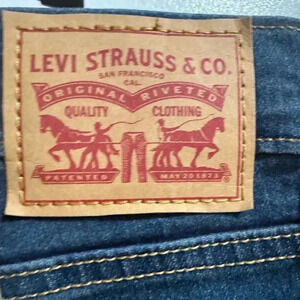 LEVI STRAUSS & CO.
SAN FRANCISCO
CAL.
ORIGINAL RIVETED
QUALITY CLOTHING
PATENTED MAY 20 1873